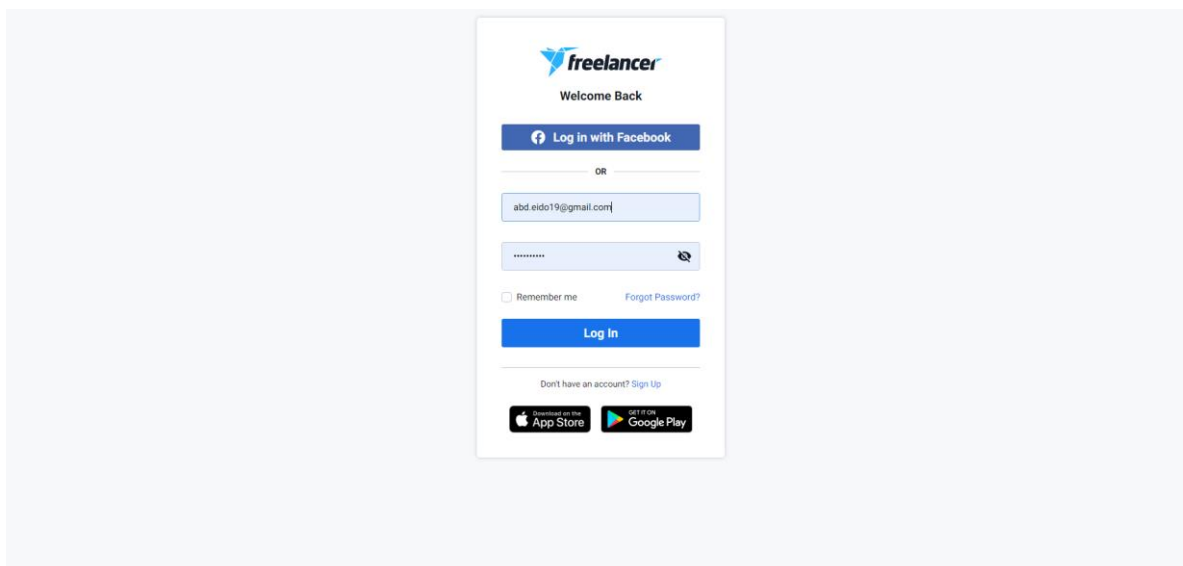 freelancer
Welcome Back
Log in with Facebook
OR
abd.eido19@gmail.com
••••••••••
Remember me Forgot Password?
Log In
Don't have an account? Sign Up
Download on the App Store GET IT ON Google Play